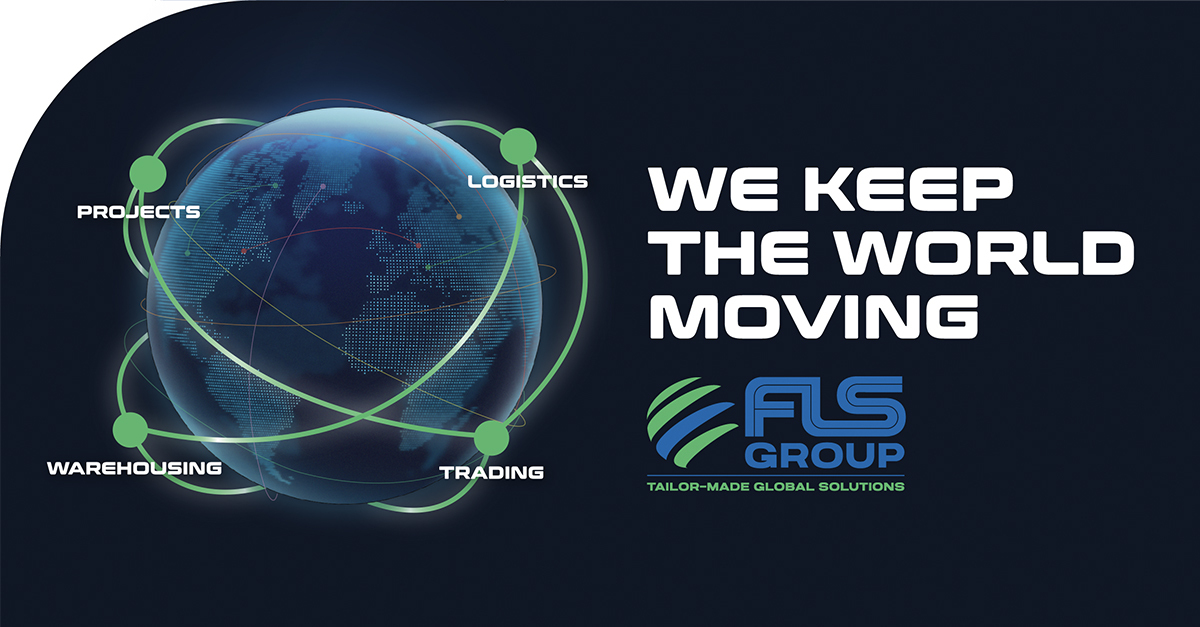 PROJECTS
LOGISTICS
WAREHOUSING
TRADING
WE KEEP
THE WORLD
MOVING
FLS
GROUP
TAILOR-MADE GLOBAL SOLUTIONS